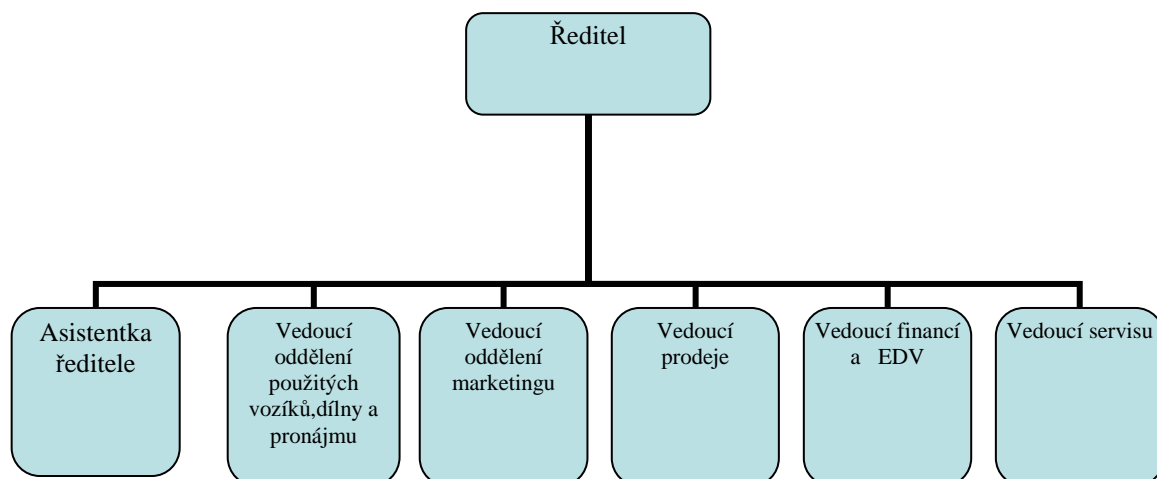 Ředitel
Asistentka
ředitele
Vedoucí
oddělení
použitých
vozíků,dílny a
pronájmu
Vedoucí
oddělení
marketingu
Vedoucí
prodeje
Vedoucí financí
a EDV
Vedoucí servisu